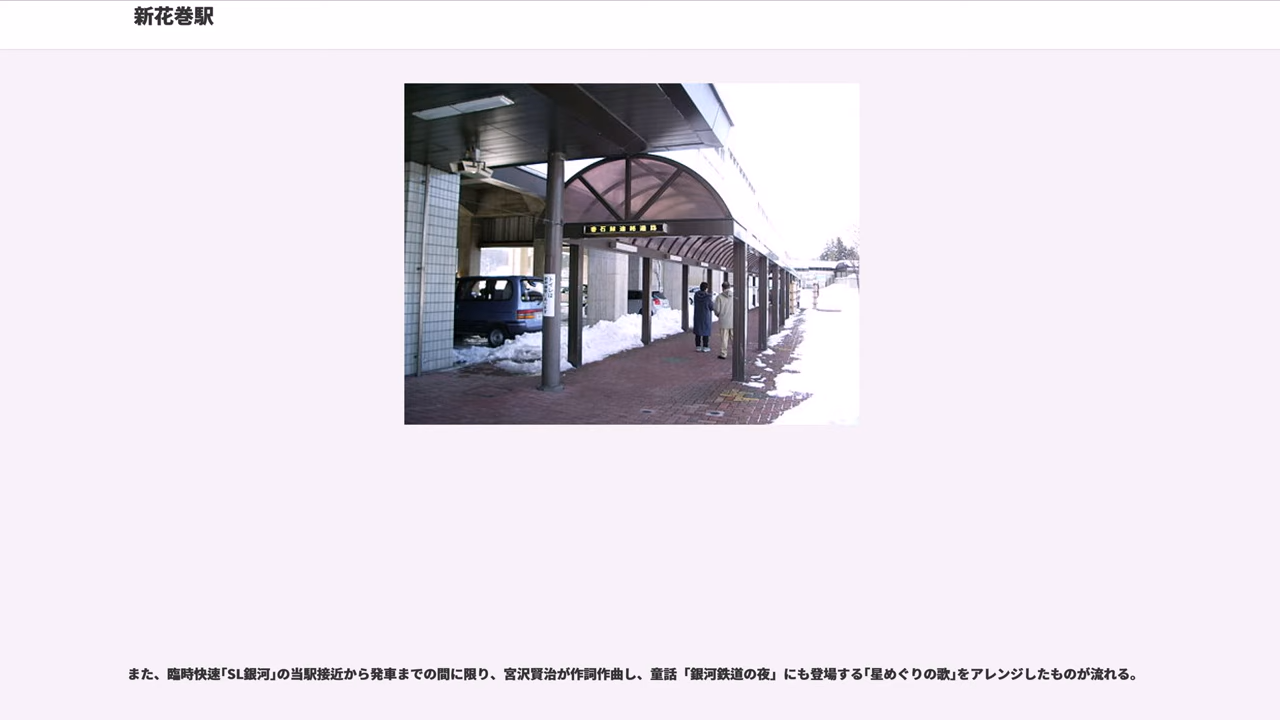 新花巻駅
また、臨時快速｢SL銀河｣の当駅接近から発車までの間に限り、宮沢賢治が作詞作曲し、童話「銀河鉄道の夜」にも登場する｢星めぐりの歌｣をアレンジしたものが流れる。